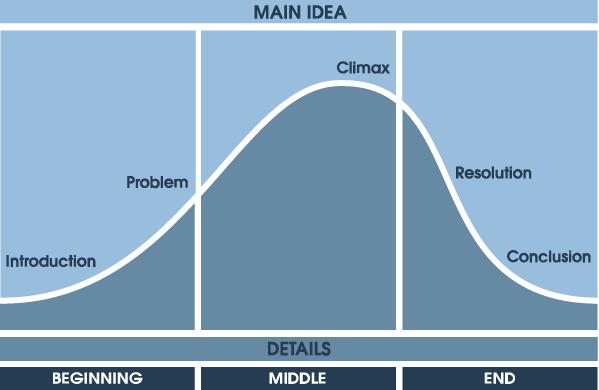 MAIN IDEA
Climax
Problem
Resolution
Introduction
Conclusion
DETAILS
BEGINNING
MIDDLE
END